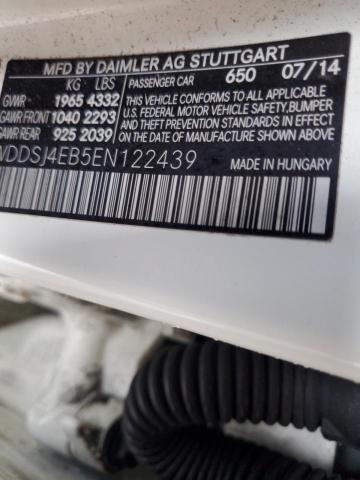 MFD BY DAIMLER AG STUTTGART
KG LBS
PASSENGER CAR 650 07/14
GVWR 1965 4332
GAWR FRONT 1040 2293
GAWR REAR 925 2039
THIS VEHICLE CONFORMS TO ALL APPLICABLE
U.S. FEDERAL MOTOR VEHICLE SAFETY, BUMPER
AND THEFT PREVENTION STANDARDS IN EFFECT ON THE
DATE OF MANUFACTURE SHOWN ABOVE
VDDSJ4EB5EN122439
MADE IN HUNGARY